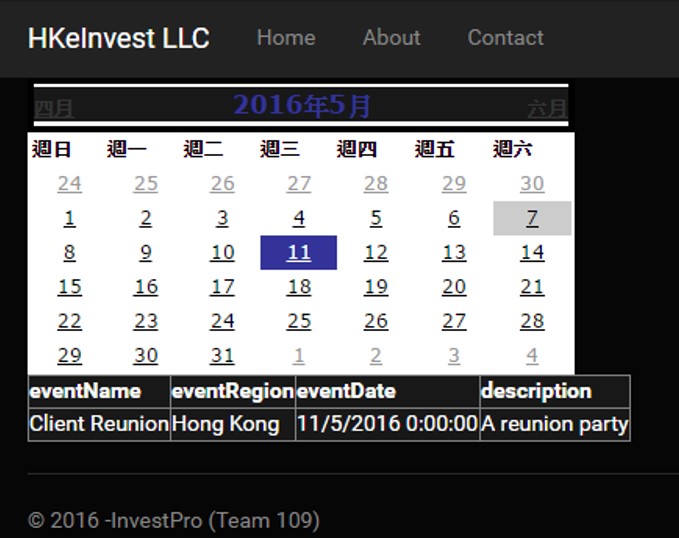 HKeInvest LLC Home About Contact
四月 2016年5月 六月
週日 週一 週二 週三 週四 週五 週六
24 25 26 27 28 29 30
1 2 3 4 5 6 7
8 9 10 11 12 13 14
15 16 17 18 19 20 21
22 23 24 25 26 27 28
29 30 31 1 2 3 4
eventName eventRegion eventDate description
Client Reunion Hong Kong 11/5/2016 0:00:00 A reunion party
© 2016 -InvestPro (Team 109)